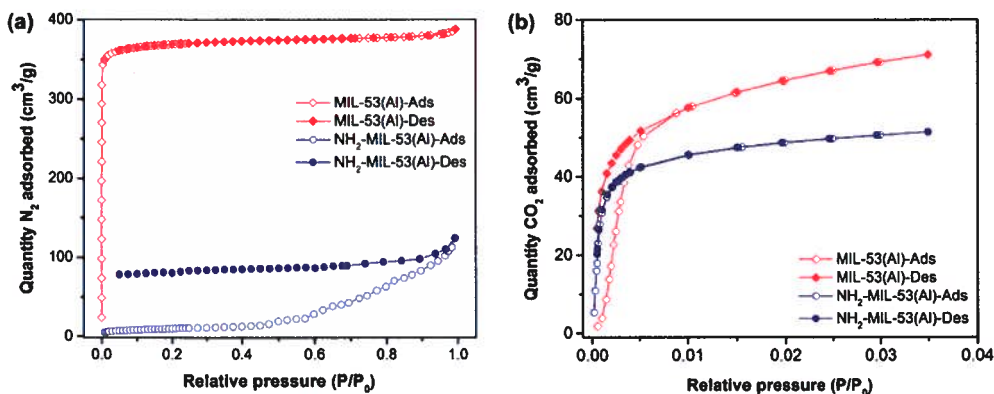 (a)
Quantity N₂ adsorbed (cm³/g)
400
300
200
100
0
MIL-53(Al)-Ads
MIL-53(Al)-Des
NH₂-MIL-53(Al)-Ads
NH₂-MIL-53(Al)-Des
0.0 0.2 0.4 0.6 0.8 1.0
Relative pressure (P/P₀)
(b)
Quantity CO₂ adsorbed (cm³/g)
80
60
40
20
0
MIL-53(Al)-Ads
MIL-53(Al)-Des
NH₂-MIL-53(Al)-Ads
NH₂-MIL-53(Al)-Des
0.00 0.01 0.02 0.03 0.04
Relative pressure (P/P₀)